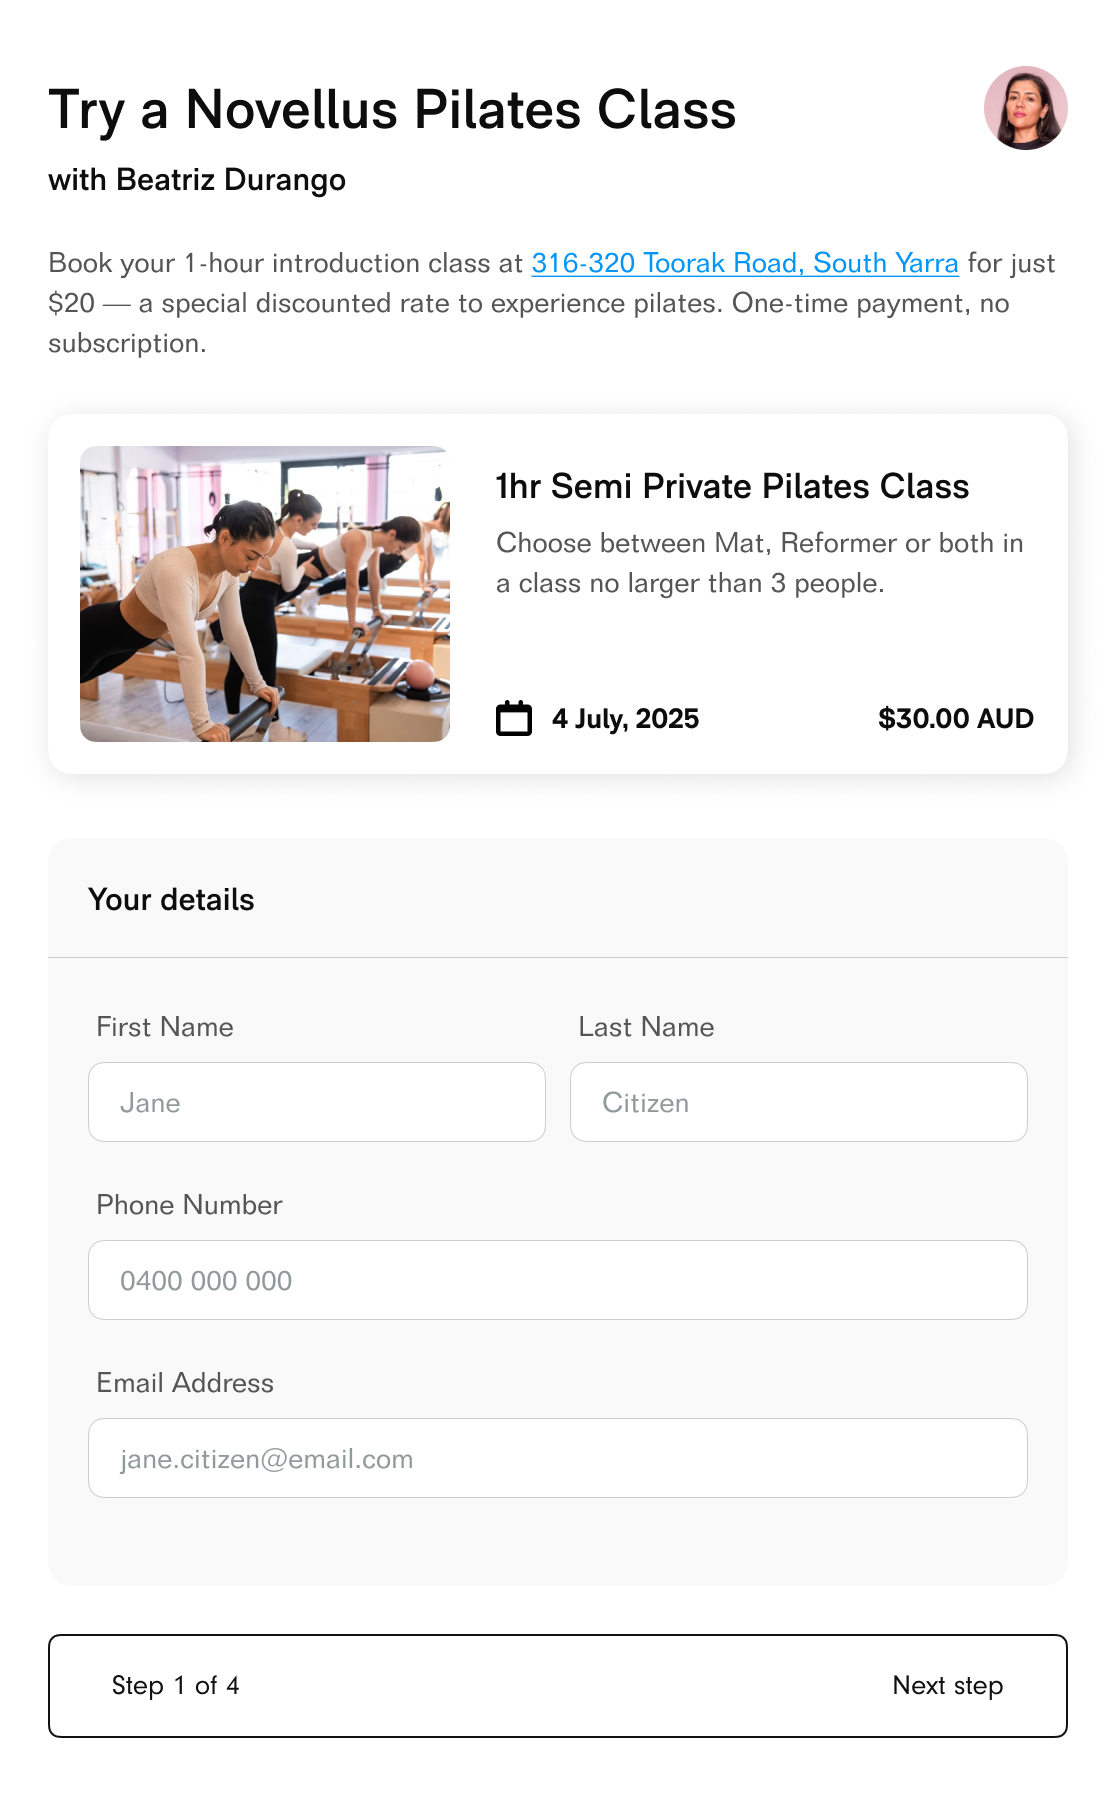 Try a Novellus Pilates Class
with Beatriz Durango
Book your 1-hour introduction class at 316-320 Toorak Road, South Yarra for just
$20 — a special discounted rate to experience pilates. One-time payment, no
subscription.
1hr Semi Private Pilates Class
Choose between Mat, Reformer or both in
a class no larger than 3 people.
4 July, 2025 $30.00 AUD
Your details
First Name Last Name
Jane Citizen
Phone Number
0400 000 000
Email Address
jane.citizen@email.com
Step 1 of 4 Next step